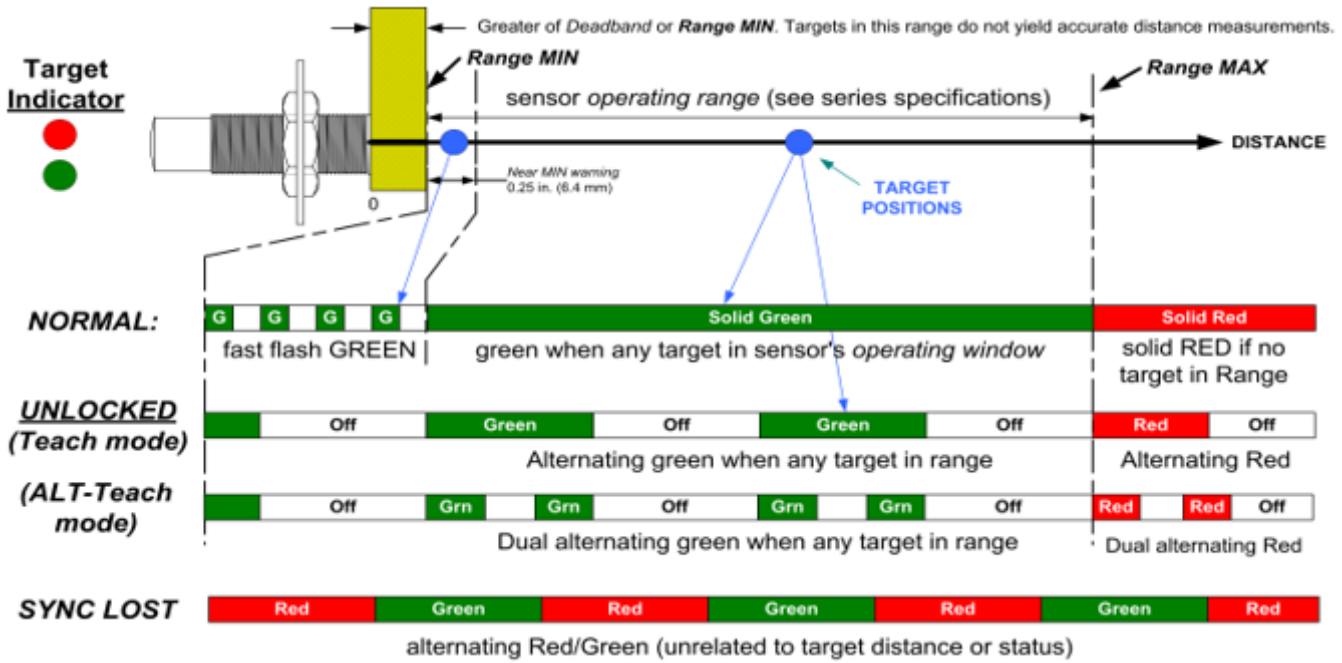 Greater of Deadband or Range MIN. Targets in this range do not yield accurate distance measurements.
Target
Indicator
Range MIN
Range MAX
sensor operating range (see series specifications)
DISTANCE
Near MIN warning
0.25 in. (6.4 mm)
0
TARGET
POSITIONS
NORMAL:
G G G G Solid Green Solid Red
fast flash GREEN
green when any target in sensor's operating window
solid RED if no
target in Range
UNLOCKED
(Teach mode)
Off Green Off Green Off Red Off
Alternating green when any target in range
Alternating Red
(ALT-Teach
mode)
Off Grn Grn Off Grn Grn Off Red Red Off
Dual alternating green when any target in range
Dual alternating Red
SYNC LOST
Red Green Red Green Red Green Red
alternating Red/Green (unrelated to target distance or status)